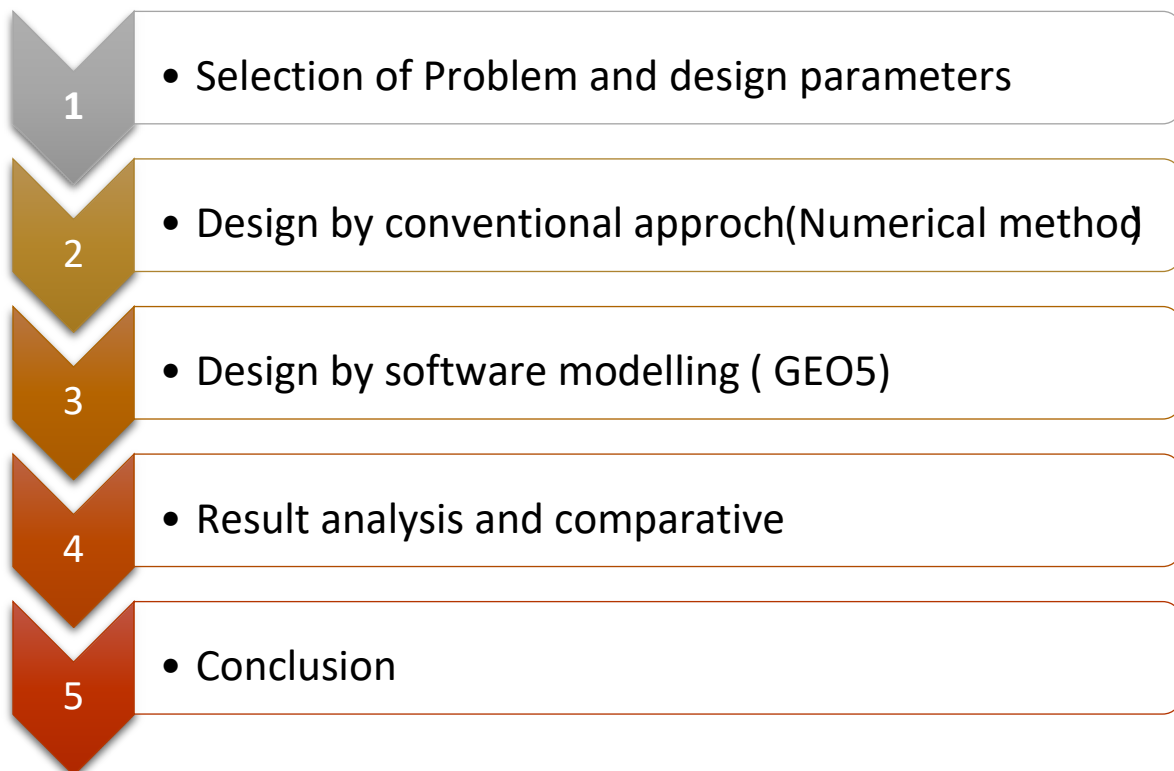 1 • Selection of Problem and design parameters
2 • Design by conventional approch(Numerical method)
3 • Design by software modelling ( GEO5)
4 • Result analysis and comparative
5 • Conclusion